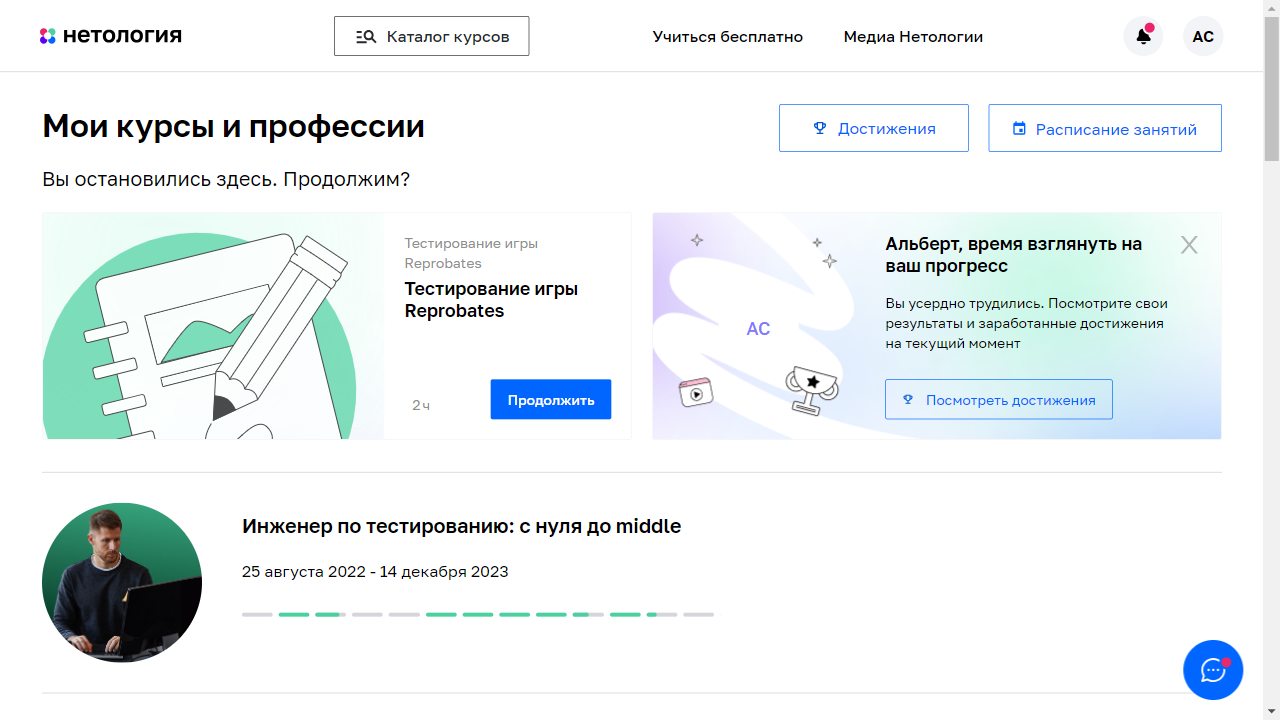 нетология
Каталог курсов
Учиться бесплатно
Медиа Нетологии
АС
Мои курсы и профессии
Достижения
Расписание занятий
Вы остановились здесь. Продолжим?
Тестирование игры
Reprobates
Тестирование игры
Reprobates
2 ч
Продолжить
АС
Альберт, время взглянуть на
ваш прогресс
Вы усердно трудились. Посмотрите свои
результаты и заработанные достижения
на текущий момент
Посмотреть достижения
Инженер по тестированию: с нуля до middle
25 августа 2022 - 14 декабря 2023